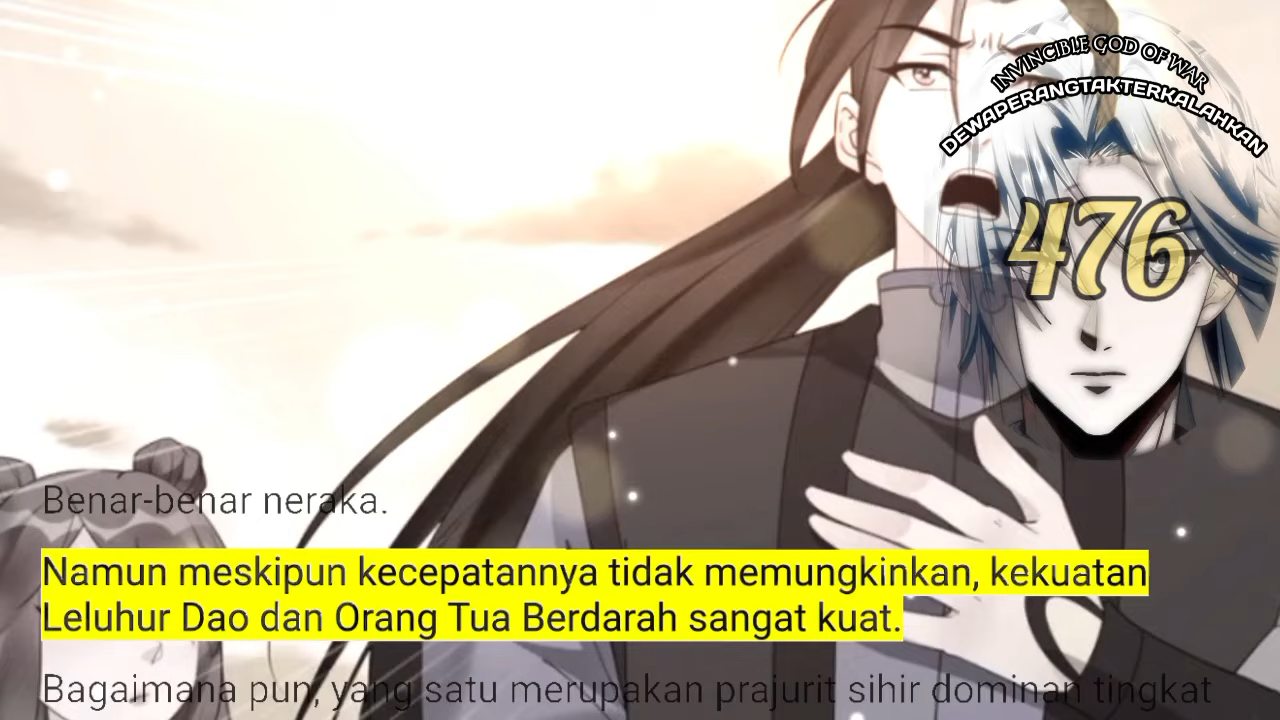 INVINCIBLE GOD OF WAR
DEWAPERANGTAKTERKALAHKAN
476
Benar-benar neraka.
Namun meskipun kecepatannya tidak memungkinkan, kekuatan
Leluhur Dao dan Orang Tua Berdarah sangat kuat.
Bagaimana pun, yang satu merupakan prajurit sihir dominan tingkat